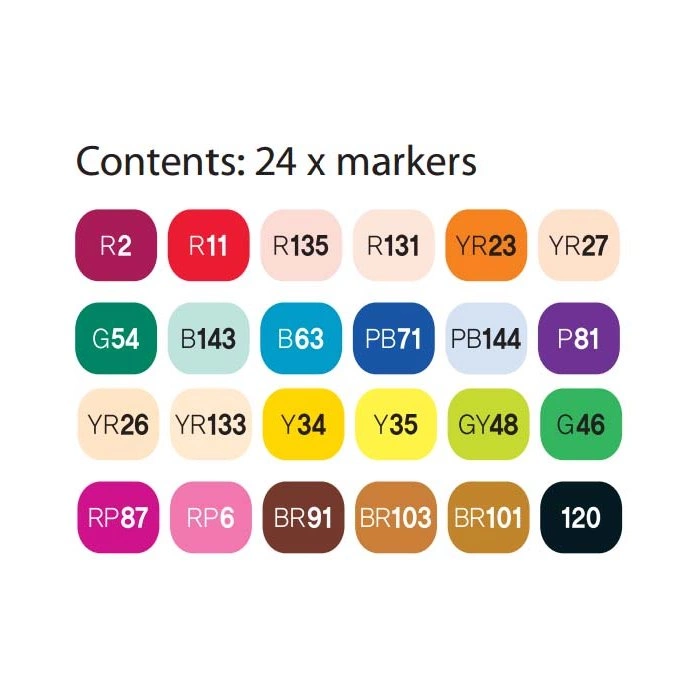 Contents: 24 x markers
R2 R11 R135 R131 YR23 YR27
G54 B143 B63 PB71 PB144 P81
YR26 YR133 Y34 Y35 GY48 G46
RP87 RP6 BR91 BR103 BR101 120